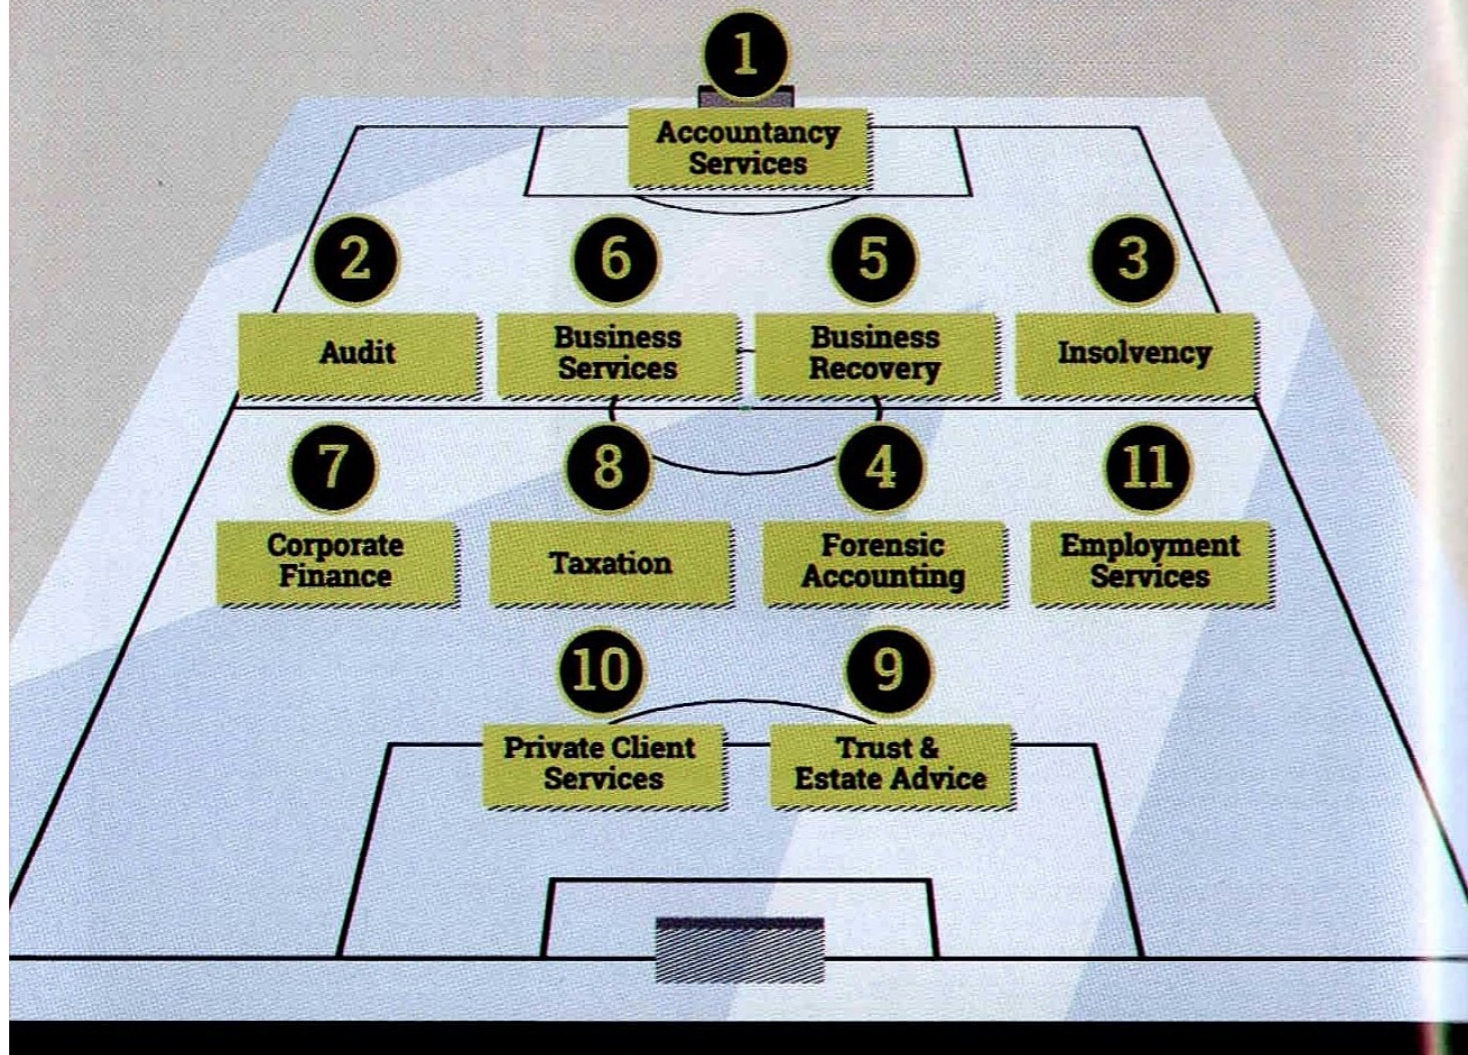 1
Accountancy
Services
2
6
5
3
Audit
Business
Services
Business
Recovery
Insolvency
7
8
4
11
Corporate
Finance
Taxation
Forensic
Accounting
Employment
Services
10
9
Private Client
Services
Trust &
Estate Advice